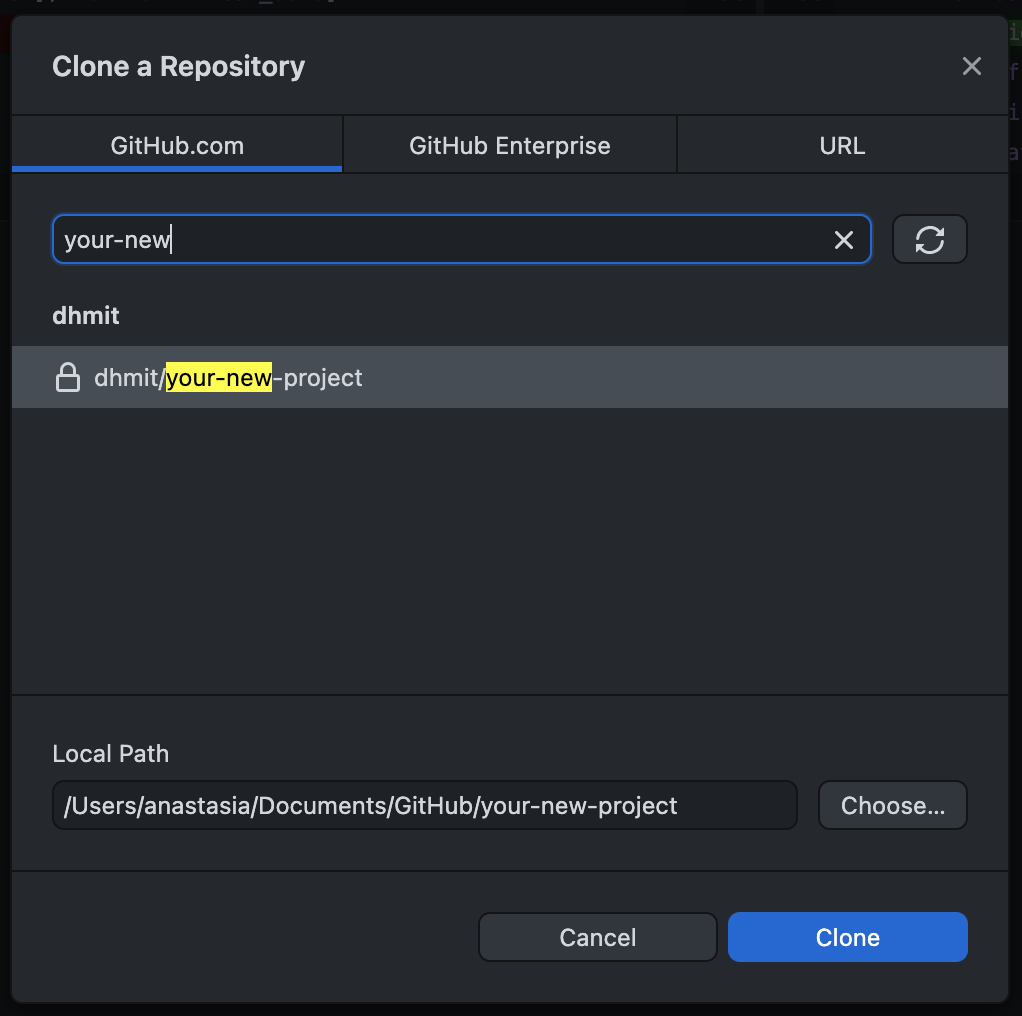 Clone a Repository
GitHub.com
GitHub Enterprise
URL
your-new
dhmit
dhmit/your-new-project
Local Path
/Users/anastasia/Documents/GitHub/your-new-project
Choose...
Cancel
Clone